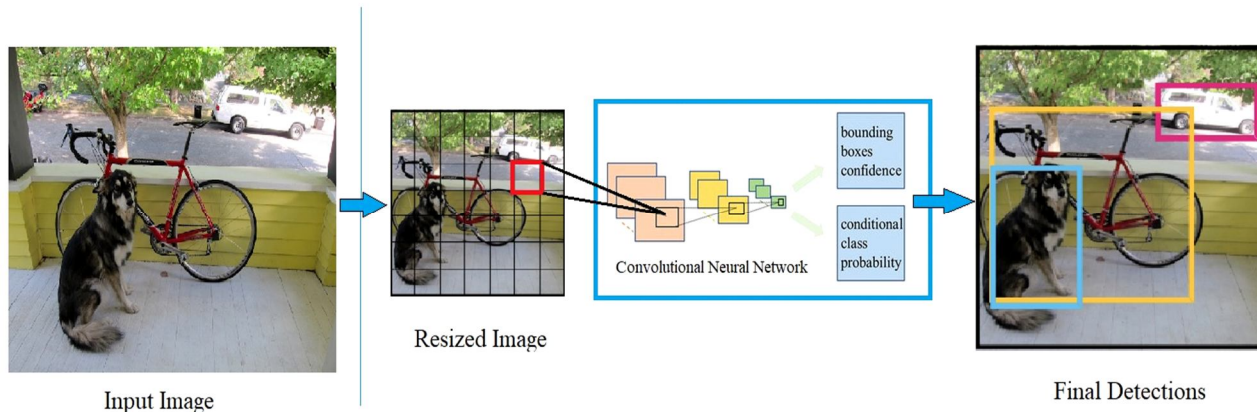 Input Image
Resized Image
Convolutional Neural Network
bounding
boxes
confidence
conditional
class
probability
Final Detections